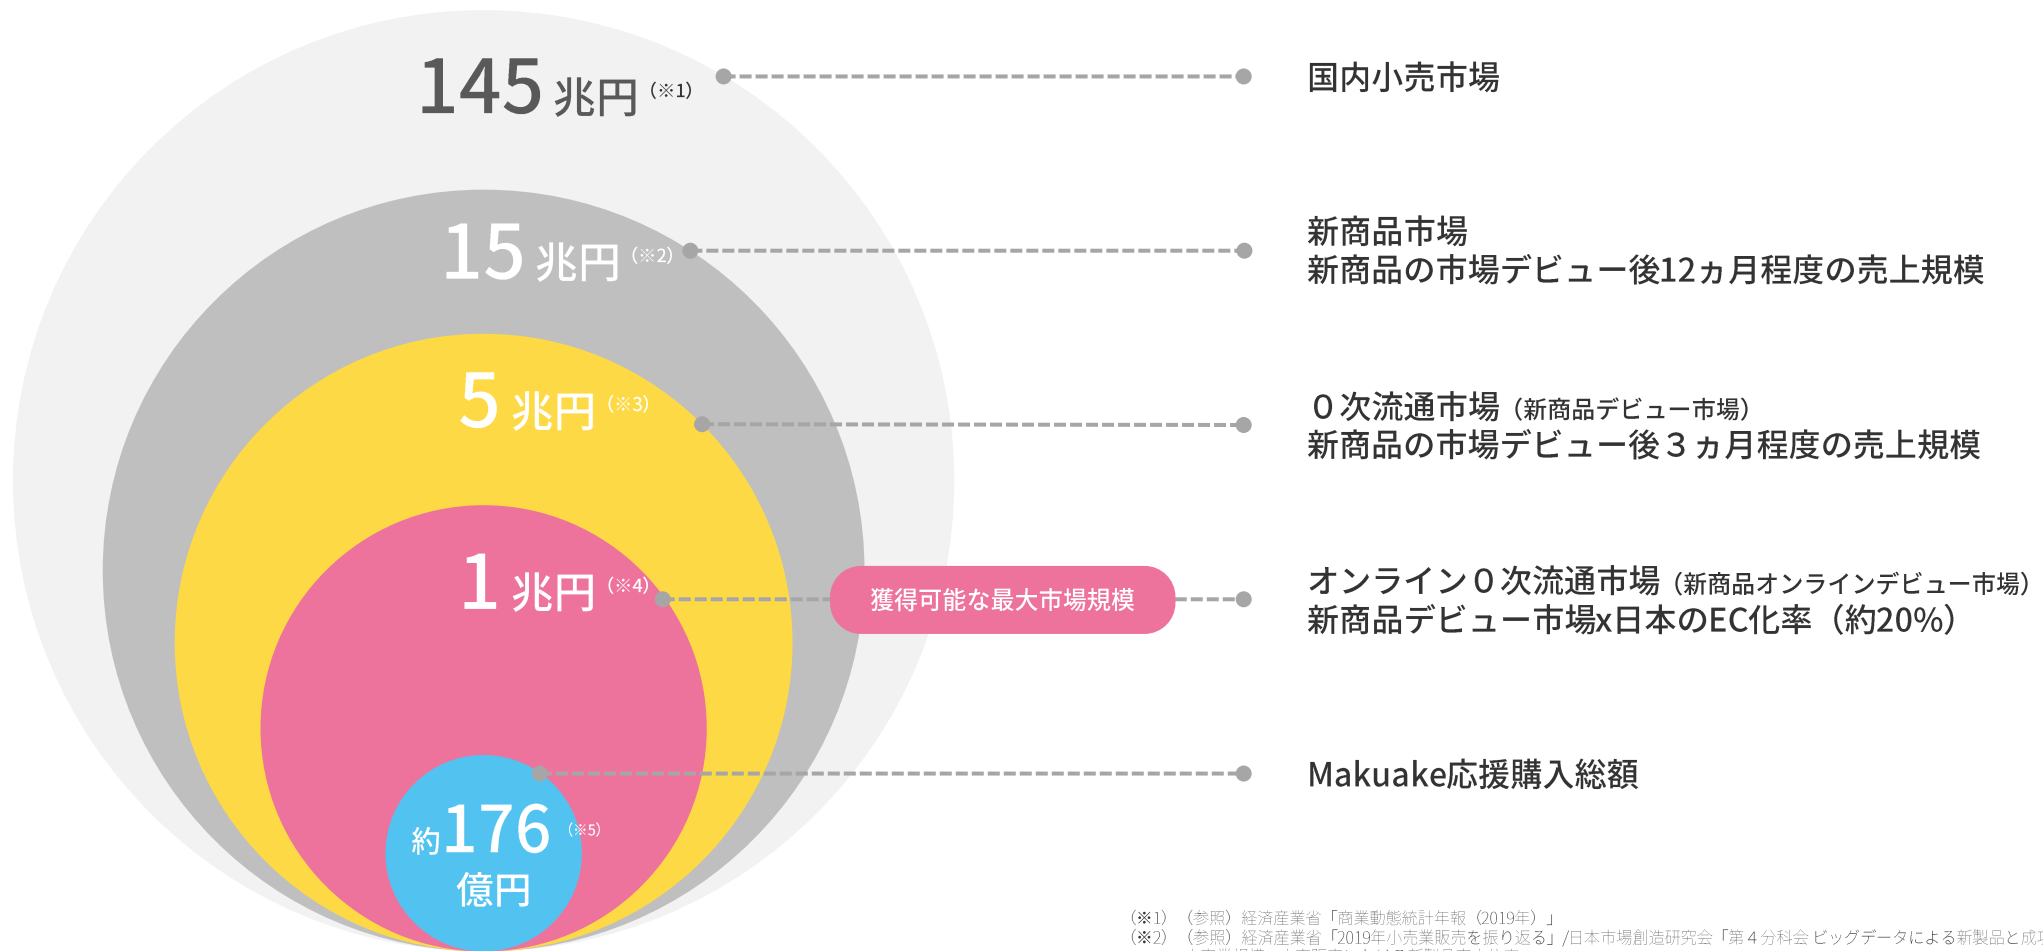 145 兆円 (※1)
国内小売市場
15 兆円 (※2)
新商品市場
新商品の市場デビュー後12ヵ月程度の売上規模
5 兆円 (※3)
０次流通市場（新商品デビュー市場）
新商品の市場デビュー後３ヵ月程度の売上規模
1 兆円 (※4)
獲得可能な最大市場規模
オンライン０次流通市場（新商品オンラインデビュー市場）
新商品デビュー市場x日本のEC化率（約20%）
Makuake応援購入総額
約176 (※5)
億円
（※1）（参照）経済産業省「商業動態統計年報（2019年）」
（※2）（参照）経済産業省「2019年小売業販売を振り返る」/日本市場創造研究会「第４分科会 ビッグデータによる新製品と成